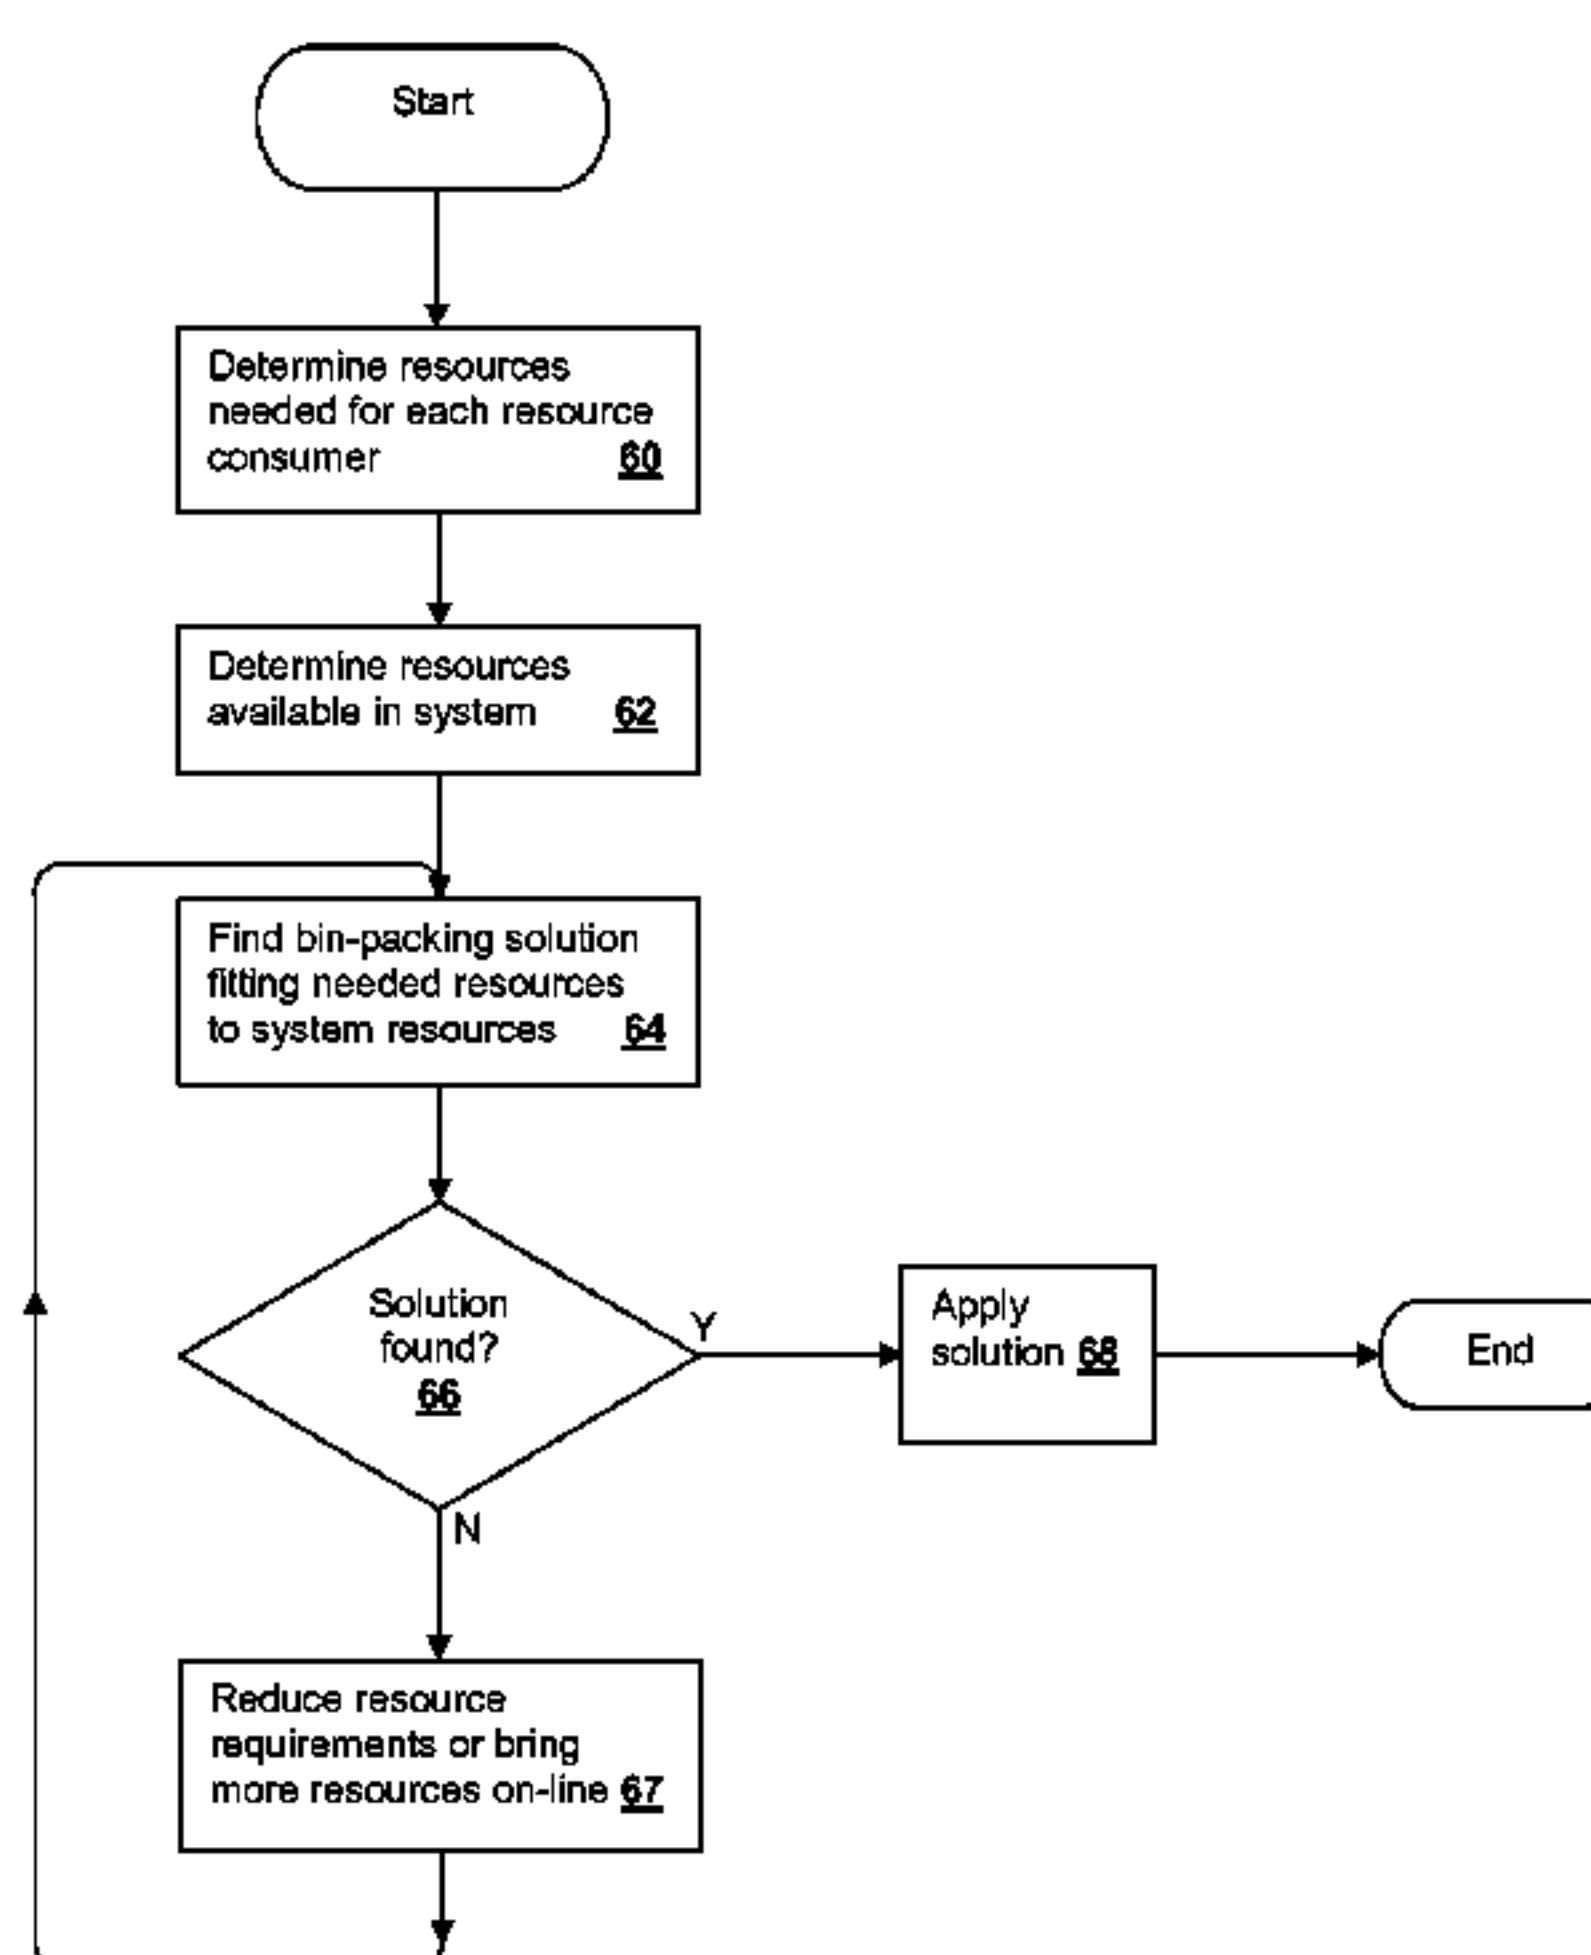 Start
Determine resources
needed for each resource
consumer 60
Determine resources
available in system 62
Find bin-packing solution
fitting needed resources
to system resources 64
Solution
found?
66
Y
Apply
solution 68
End
N
Reduce resource
requirements or bring
more resources on-line 67